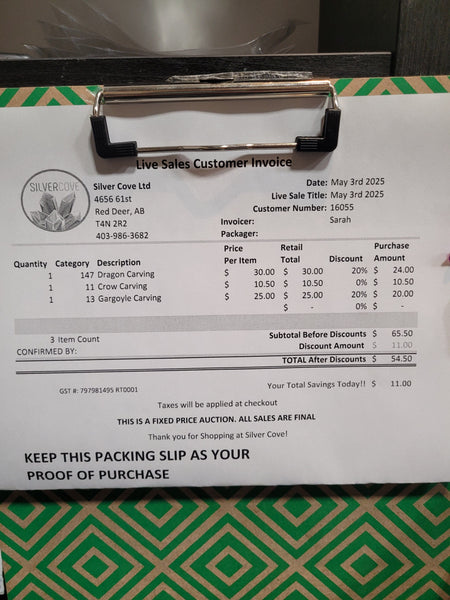 Live Sales Customer Invoice
SILVERCOVE
Silver Cove Ltd
4656 61st
Red Deer, AB
T4N 2R2
403-986-3682
Date: May 3rd 2025
Live Sale Title: May 3rd 2025
Customer Number: 16055
Invoicer: Sarah
Packager:
Quantity Category Description Price Per Item Retail Total Discount Purchase Amount
1 147 Dragon Carving $ 30.00 $ 30.00 20% $ 24.00
1 11 Crow Carving $ 10.50 $ 10.50 0% $ 10.50
1 13 Gargoyle Carving $ 25.00 $ 25.00 20% $ 20.00
$ - 0% $ -
3 Item Count Subtotal Before Discounts $ 65.50
CONFIRMED BY: Discount Amount $ 11.00
TOTAL After Discounts $ 54.50
GST #: 797981495 RT0001 Your Total Savings Today!! $ 11.00
Taxes will be applied at checkout
THIS IS A FIXED PRICE AUCTION. ALL SALES ARE FINAL
Thank you for Shopping at Silver Cove!
KEEP THIS PACKING SLIP AS YOUR
PROOF OF PURCHASE